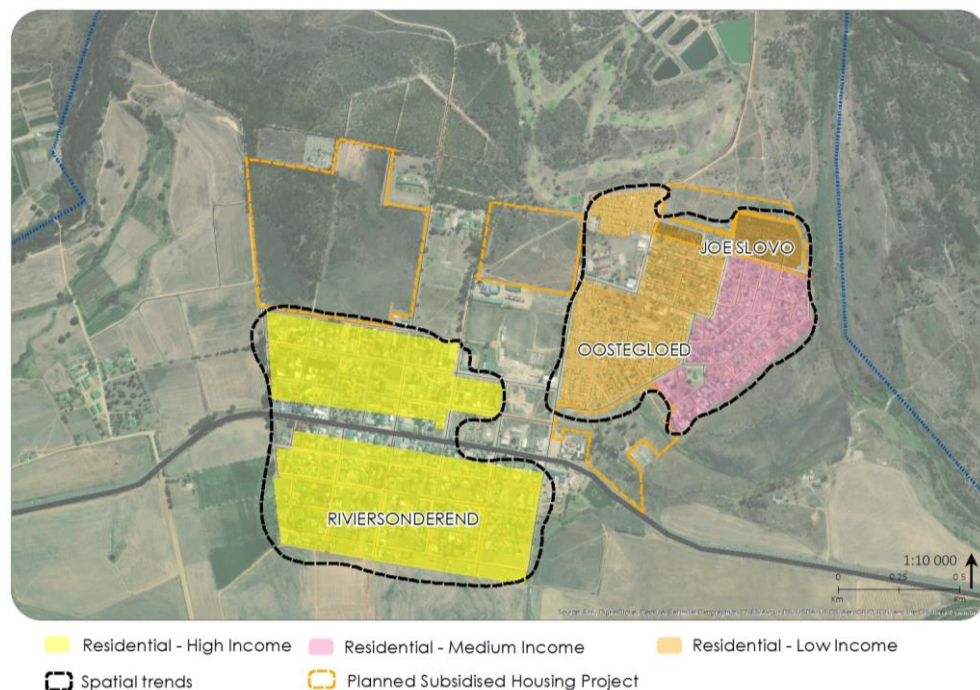 JOE SLOVO
OOSTEGLOED
RIVIERSONDEREND
1:10 000
0 0.25 0.5
Km Km
Residential - High Income
Residential - Medium Income
Residential - Low Income
Spatial trends
Planned Subsidised Housing Project